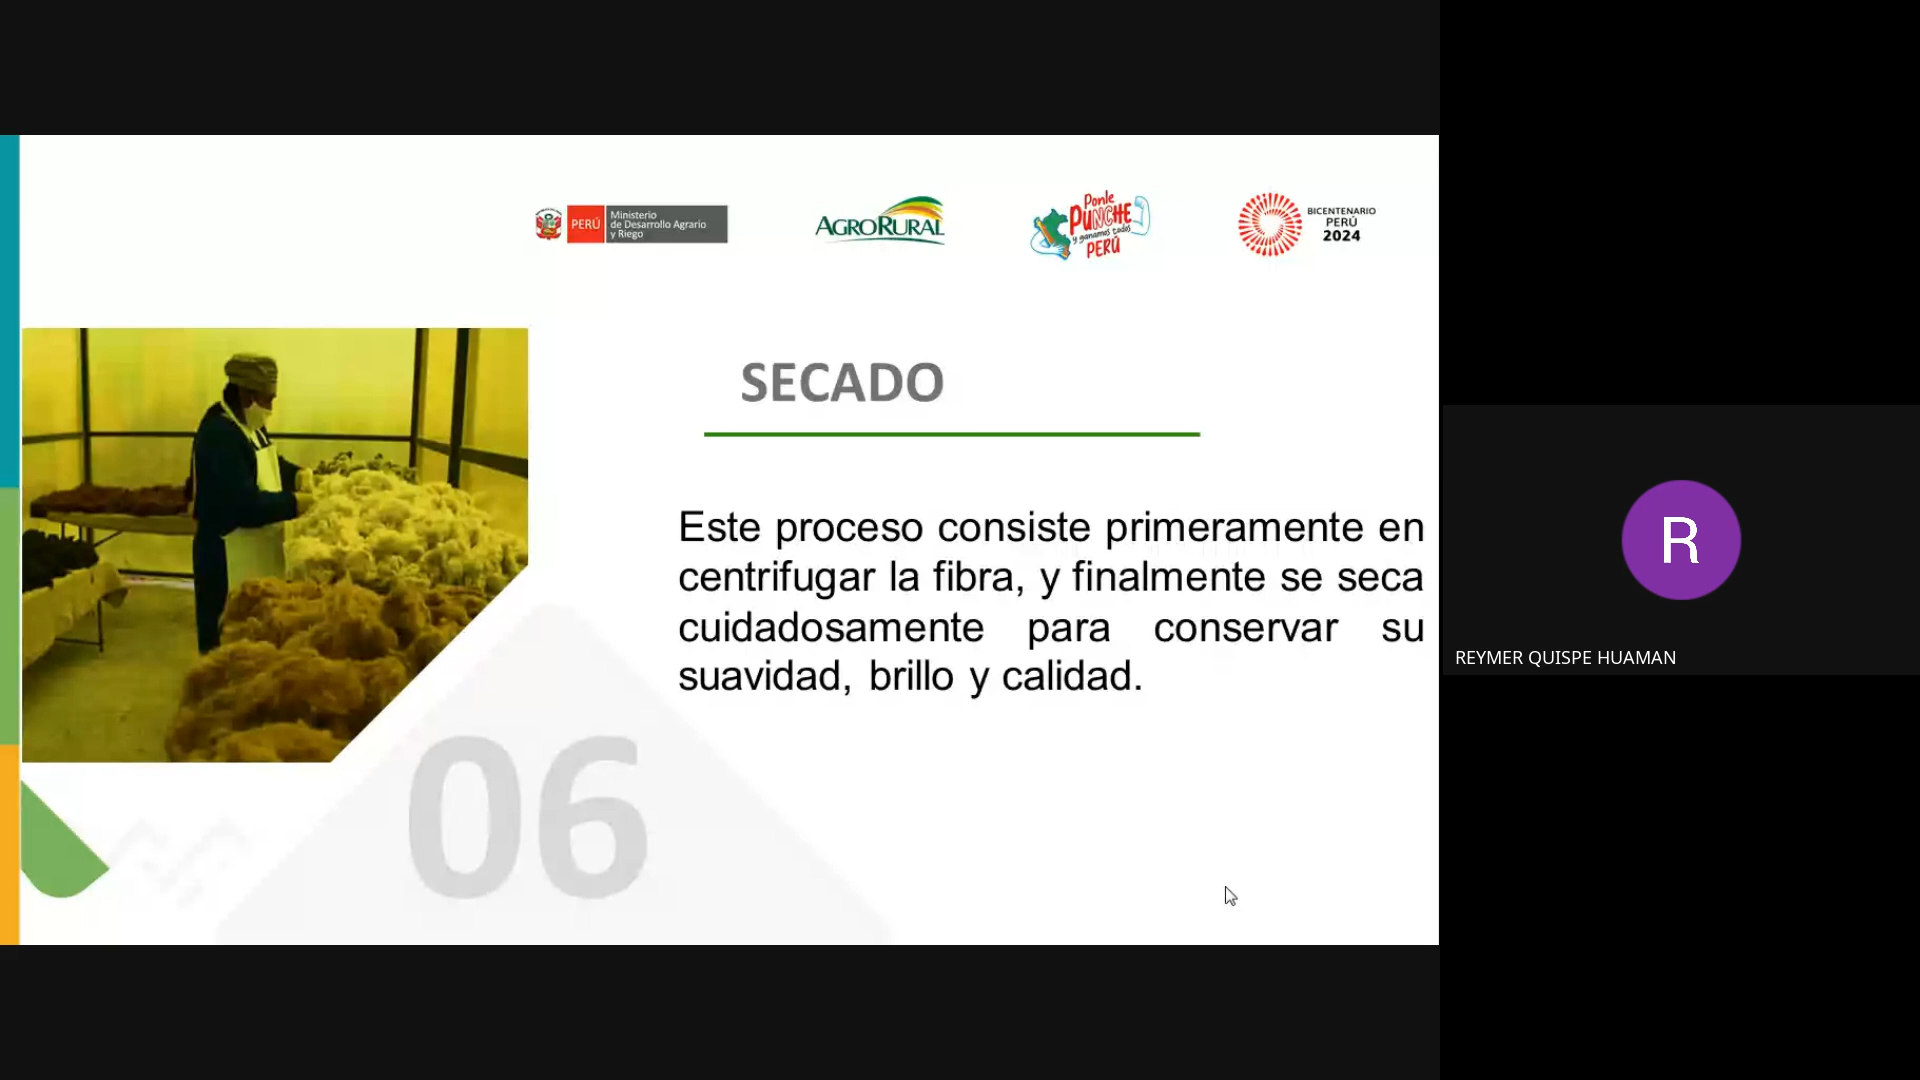 PERÚ
Ministerio
de Desarrollo Agrario
y Riego
AGRORURAL
Ponle
PUNCHE
y ganamos todos
PERÚ
BICENTENARIO
PERÚ
2024
SECADO
Este proceso consiste primeramente en
centrifugar la fibra, y finalmente se seca
cuidadosamente para conservar su
suavidad, brillo y calidad.
06
R
REYMER QUISPE HUAMAN